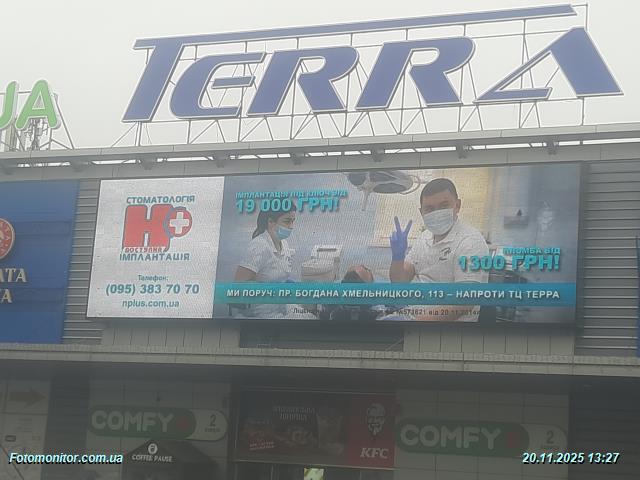 TERRA
UA
СТОМАТОЛОГІЯ
Н+
ДОСТУПНА
ІМПЛАНТАЦІЯ
Телефон:
(095) 383 70 70
nplus.com.ua
ІМПЛАНТАЦІЯ ПІД КЛЮЧ ВІД
19 000 ГРН!
ПЛОМБА ВІД
1300 ГРН!
МИ ПОРУЧ: ПР. БОГДАНА ХМЕЛЬНИЦКОГО, 113 – НАПРОТИ ТЦ ТЕРРА
COMFY
2
KFC
COMFY
2
COFFEE PAUSE
Fotomonitor.com.ua
20.11.2025 13:27